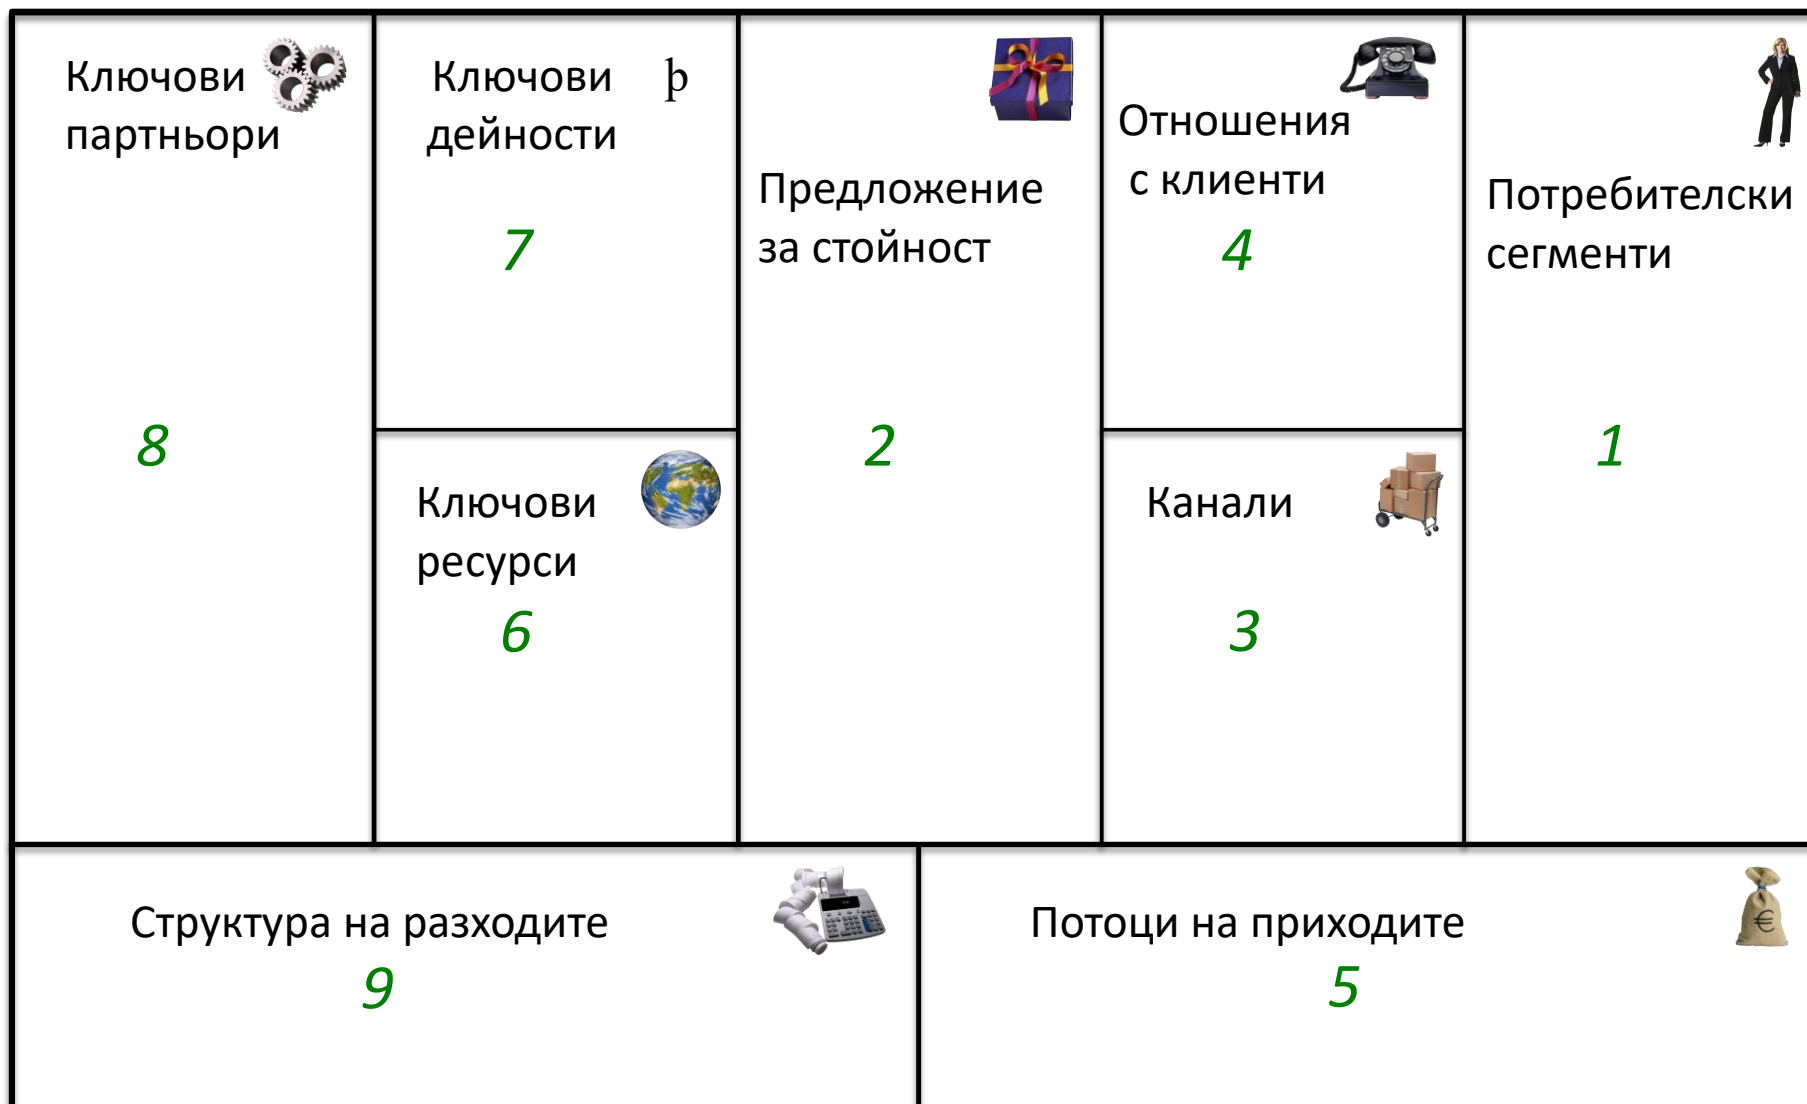 Ключови
партньори
8
Ключови þ
дейности
7
Ключови
ресурси
6
Предложение
за стойност
2
Отношения
с клиенти
4
Канали
3
Потребителски
сегменти
1
Структура на разходите
9
Потоци на приходите
5
€